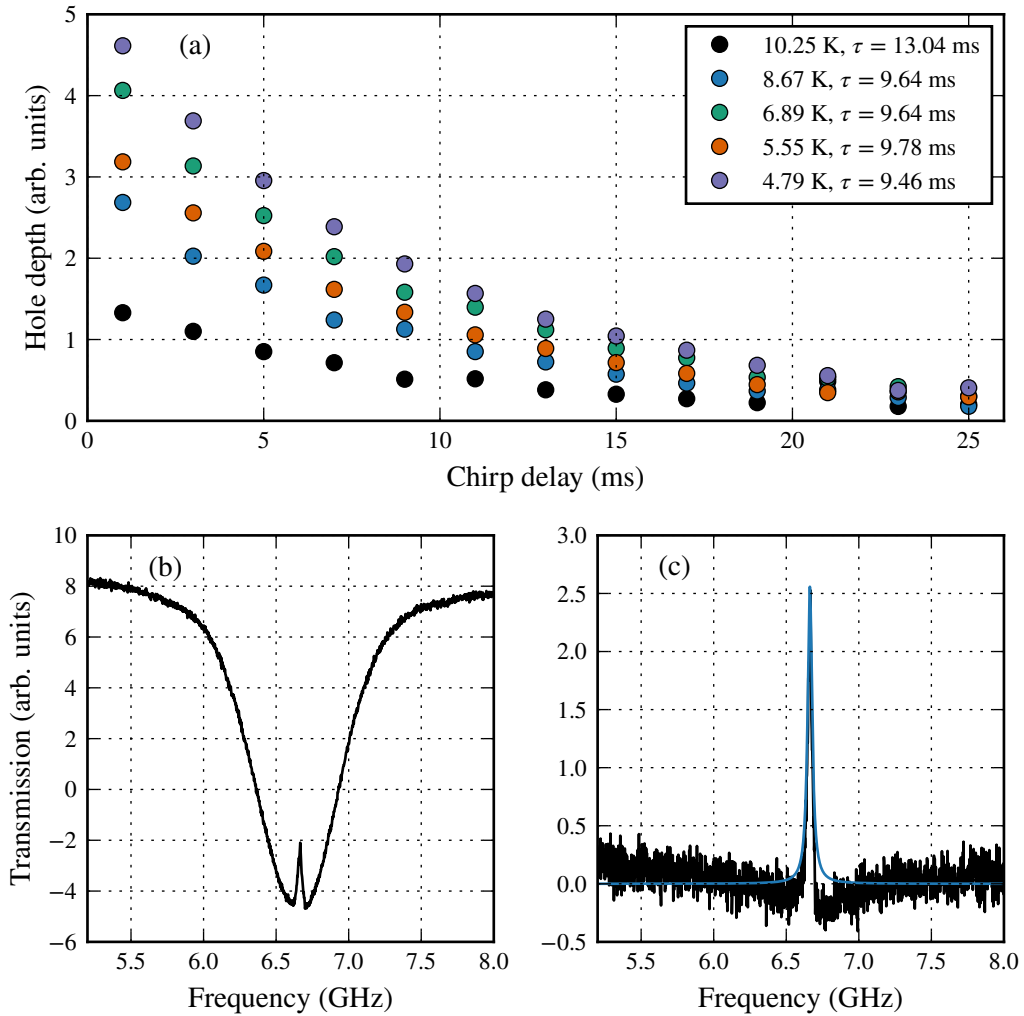 (a)
10.25 K, τ = 13.04 ms
8.67 K, τ = 9.64 ms
6.89 K, τ = 9.64 ms
5.55 K, τ = 9.78 ms
4.79 K, τ = 9.46 ms
Hole depth (arb. units)
5
4
3
2
1
0
0 5 10 15 20 25
Chirp delay (ms)
(b)
Transmission (arb. units)
10
8
6
4
2
0
−2
−4
−6
5.5 6.0 6.5 7.0 7.5 8.0
Frequency (GHz)
(c)
3.0
2.5
2.0
1.5
1.0
0.5
0.0
−0.5
5.5 6.0 6.5 7.0 7.5 8.0
Frequency (GHz)